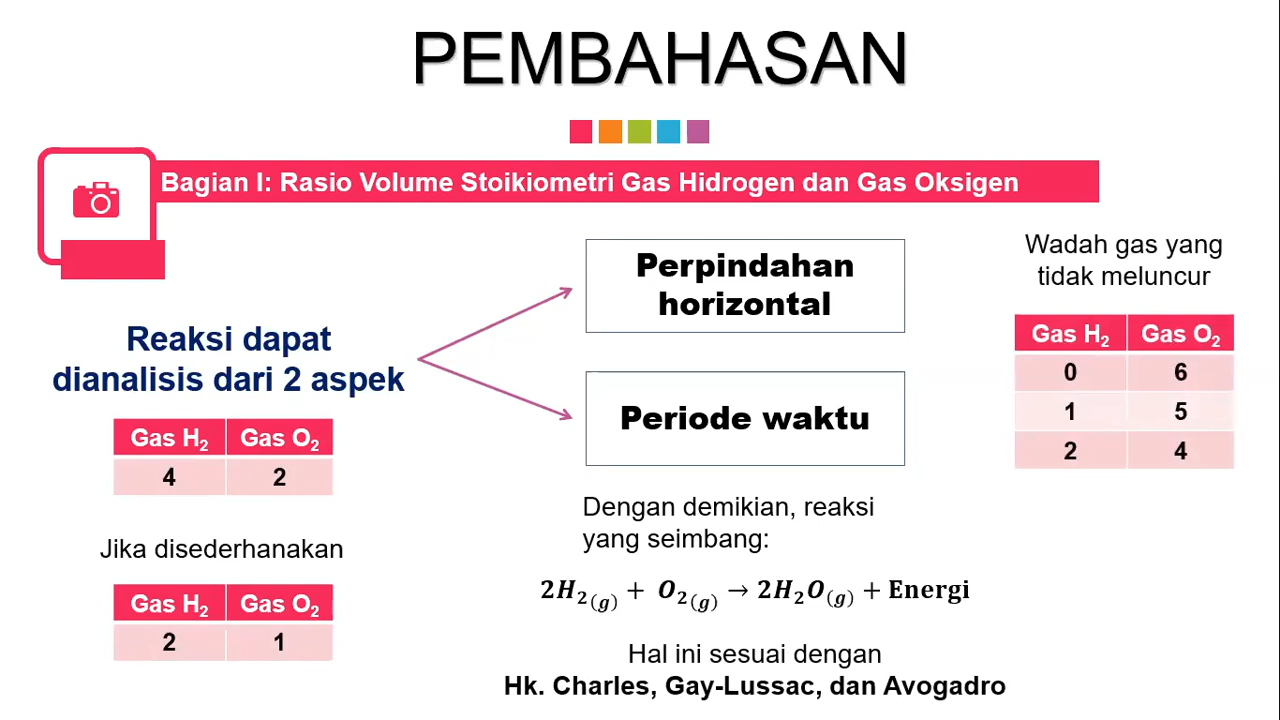 PEMBAHASAN
Bagian I: Rasio Volume Stoikiometri Gas Hidrogen dan Gas Oksigen
Reaksi dapat
dianalisis dari 2 aspek
Gas H₂ Gas O₂
4 2
Jika disederhanakan
Gas H₂ Gas O₂
2 1
Perpindahan
horizontal
Periode waktu
Dengan demikian, reaksi
yang seimbang:
2H₂(g) + O₂(g) → 2H₂O(g) + Energi
Hal ini sesuai dengan
Hk. Charles, Gay-Lussac, dan Avogadro
Wadah gas yang
tidak meluncur
Gas H₂ Gas O₂
0 6
1 5
2 4